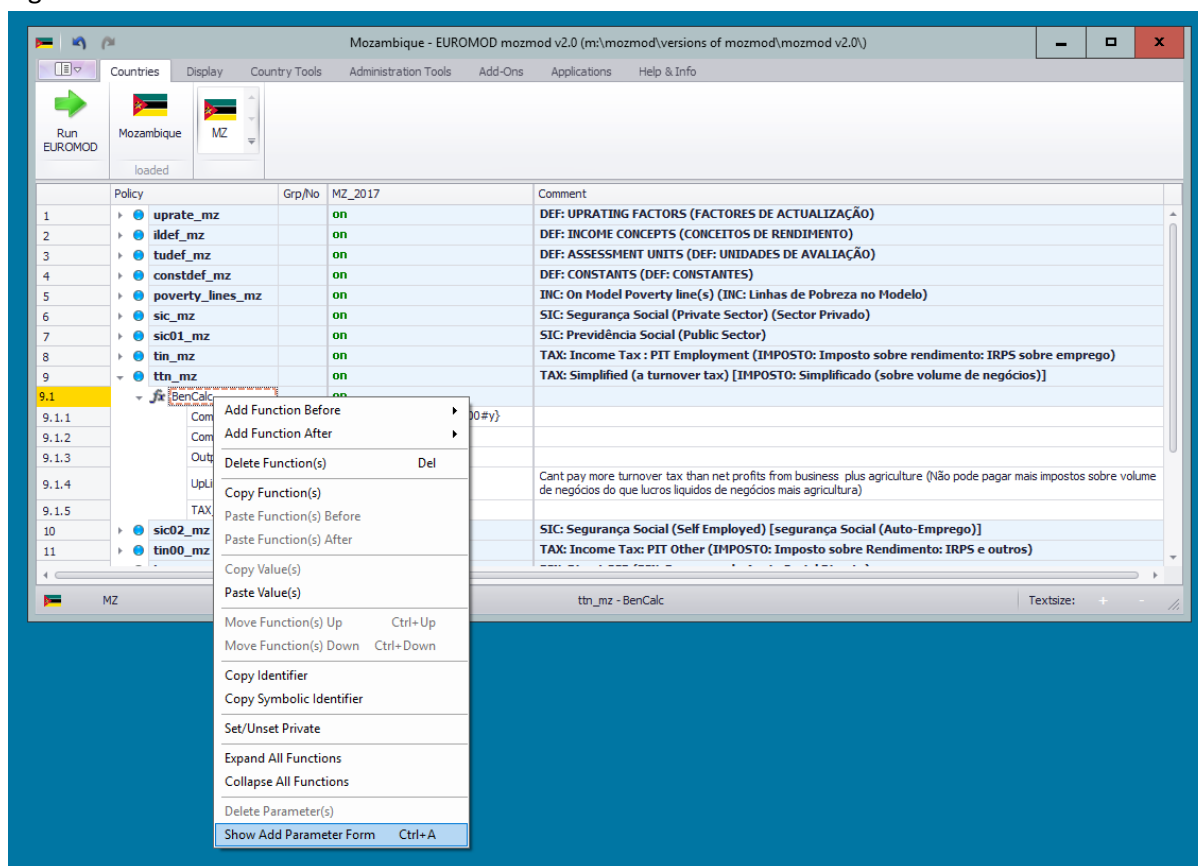 Mozambique - EUROMOD mozmod v2.0 (m:\mozmod\versions of mozmod\mozmod v2.0\)
Countries Display Country Tools Administration Tools Add-Ons Applications Help & Info
Run EUROMOD
Mozambique
MZ
loaded
Policy Grp/No MZ_2017 Comment
1 uprate_mz on DEF: UPRATING FACTORS (FACTORES DE ACTUALIZAÇÃO)
2 ildef_mz on DEF: INCOME CONCEPTS (CONCEITOS DE RENDIMENTO)
3 tudef_mz on DEF: ASSESSMENT UNITS (DEF: UNIDADES DE AVALIAÇÃO)
4 constdef_mz on DEF: CONSTANTS (DEF: CONSTANTES)
5 poverty_lines_mz on INC: On Model Poverty line(s) (INC: Linhas de Pobreza no Modelo)
6 sic_mz on SIC: Segurança Social (Private Sector) (Sector Privado)
7 sic01_mz on SIC: Previdência Social (Public Sector)
8 tin_mz on TAX: Income Tax : PIT Employment (IMPOSTO: Imposto sobre rendimento: IRPS sobre emprego)
9 ttn_mz on TAX: Simplified (a turnover tax) [IMPOSTO: Simplificado (sobre volume de negócios)]
9.1 fx BenCalc on
9.1.1 Com 00#y}
9.1.2 Com
9.1.3 Outp
9.1.4 UpLi Cant pay more turnover tax than net profits from business plus agriculture (Não pode pagar mais impostos sobre volume
de negócios do que lucros liquidos de negócios mais agricultura)
9.1.5 TAX_
10 sic02_mz SIC: Segurança Social (Self Employed) [segurança Social (Auto-Emprego)]
11 tin00_mz TAX: Income Tax: PIT Other (IMPOSTO: Imposto sobre Rendimento: IRPS e outros)
Add Function Before
Add Function After
Delete Function(s) Del
Copy Function(s)
Paste Function(s) Before
Paste Function(s) After
Copy Value(s)
Paste Value(s)
Move Function(s) Up Ctrl+Up
Move Function(s) Down Ctrl+Down
Copy Identifier
Copy Symbolic Identifier
Set/Unset Private
Expand All Functions
Collapse All Functions
Delete Parameter(s)
Show Add Parameter Form Ctrl+A
MZ ttn_mz - BenCalc Textsize: + -